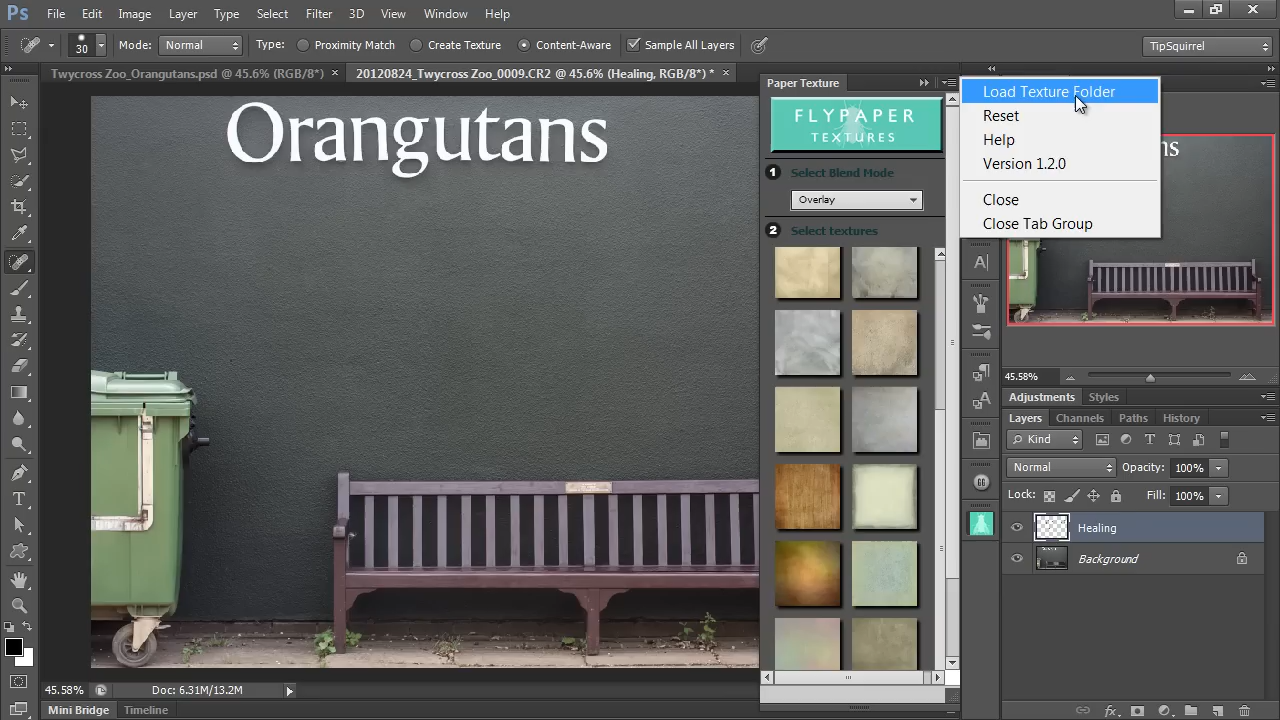 Ps File Edit Image Layer Type Select Filter 3D View Window Help
30 Mode: Normal Type: Proximity Match Create Texture Content-Aware Sample All Layers TipSquirrel
Twycross Zoo_Orangutans.psd @ 45.6% (RGB/8*) × 20120824_Twycross Zoo_0009.CR2 @ 45.6% (Healing, RGB/8*) * ×
Paper Texture
FLYPAPER
TEXTURES
1 Select Blend Mode
Overlay
2 Select textures
Load Texture Folder
Reset
Help
Version 1.2.0
Close
Close Tab Group
Orangutans
ns
45.58%
Adjustments Styles
Layers Channels Paths History
Kind
Normal Opacity: 100%
Lock: Fill: 100%
Healing
Background
45.58% Doc: 6.31M/13.2M
Mini Bridge Timeline